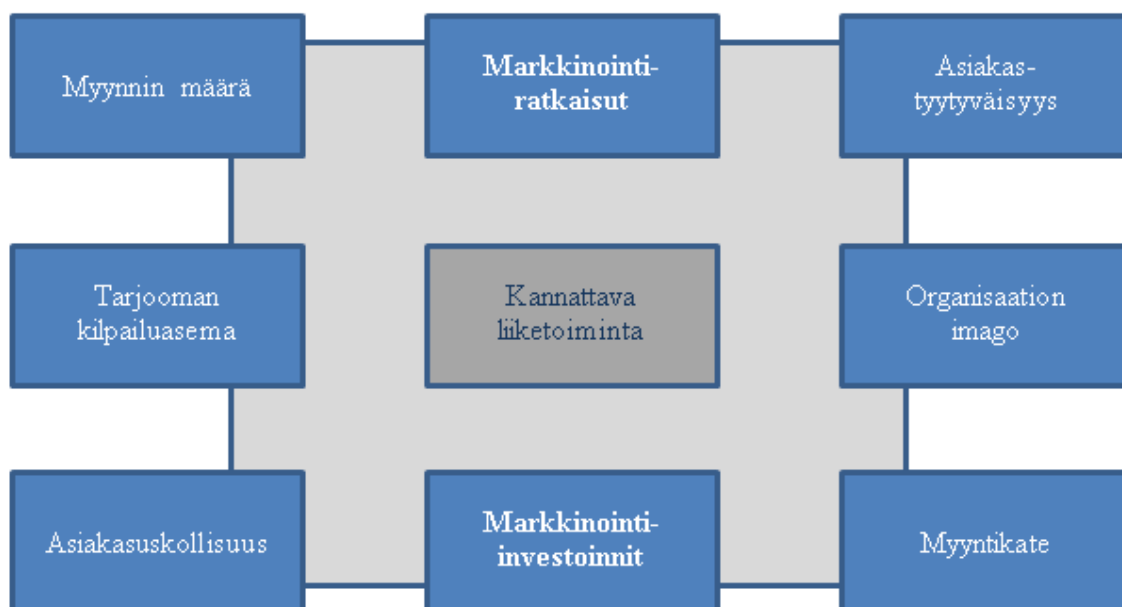 Myynnin määrä
Markkinointi-
ratkaisut
Asiakas-
tyytyväisyys
Tarjooman
kilpailuasema
Kannattava
liiketoiminta
Organisaation
imago
Asiakasuskollisuus
Markkinointi-
investoinnit
Myyntikate